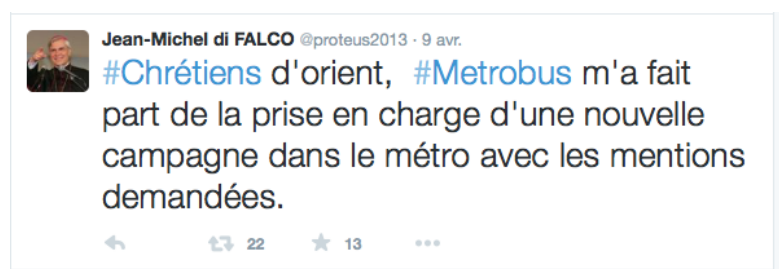 Jean-Michel di FALCO @proteus2013 · 9 avr.
#Chrétiens d'orient, #Metrobus m'a fait
part de la prise en charge d'une nouvelle
campagne dans le métro avec les mentions
demandées.
22 13